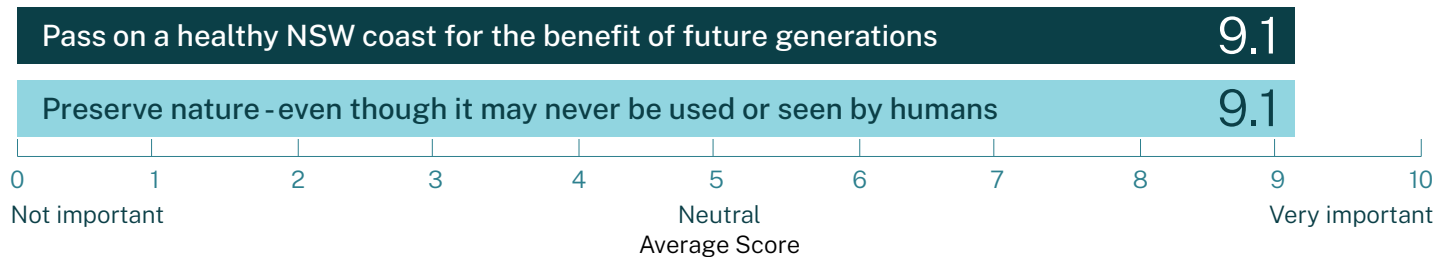 Pass on a healthy NSW coast for the benefit of future generations 9.1
Preserve nature - even though it may never be used or seen by humans 9.1
0 1 2 3 4 5 6 7 8 9 10
Not important Neutral Very important
Average Score